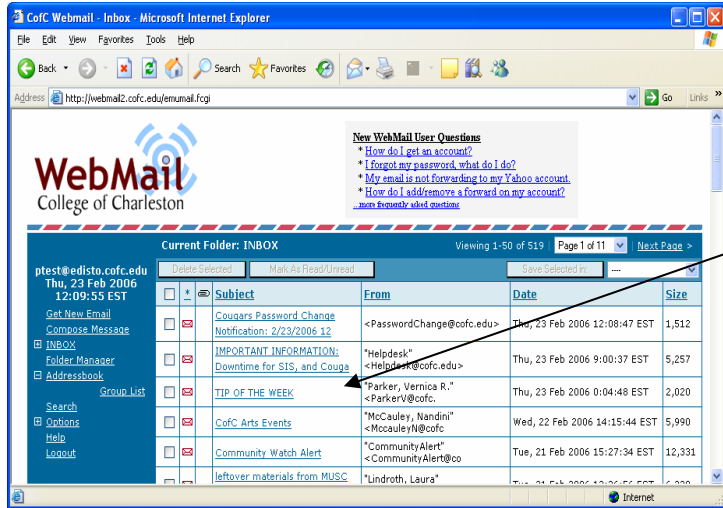 CofC Webmail - Inbox - Microsoft Internet Explorer
File Edit View Favorites Tools Help
Back Search Favorites
Address http://webmail2.cofc.edu/emumail.fcgi Go Links »
WebMail
College of Charleston
New WebMail User Questions
* How do I get an account?
* I forgot my password, what do I do?
* My email is not forwarding to my Yahoo account.
* How do I add/remove a forward on my account?
...more frequently asked questions
Current Folder: INBOX Viewing 1-50 of 519 | Page 1 of 11 | Next Page >
Delete Selected Mark As Read/Unread Save Selected in: ----
ptest@edisto.cofc.edu
Thu, 23 Feb 2006
12:09:55 EST
Get New Email
Compose Message
INBOX
Folder Manager
Addressbook
Group List
Search
Options
Help
Logout
* Subject From Date Size
Cougars Password Change
Notification: 2/23/2006 12
<PasswordChange@cofc.edu> Thu, 23 Feb 2006 12:08:47 EST 1,512
IMPORTANT INFORMATION:
Downtime for SIS, and Couga
"Helpdesk"
<Helpdesk@cofc.edu>
Thu, 23 Feb 2006 9:00:37 EST 5,257
TIP OF THE WEEK
"Parker, Vernica R."
<ParkerV@cofc.
Thu, 23 Feb 2006 0:04:48 EST 2,020
CofC Arts Events
"McCauley, Nandini"
<MccauleyN@cofc
Wed, 22 Feb 2006 14:15:44 EST 5,990
Community Watch Alert
"CommunityAlert"
<CommunityAlert@co
Tue, 21 Feb 2006 15:27:34 EST 12,331
leftover materials from MUSC
"Lindroth, Laura"
Internet